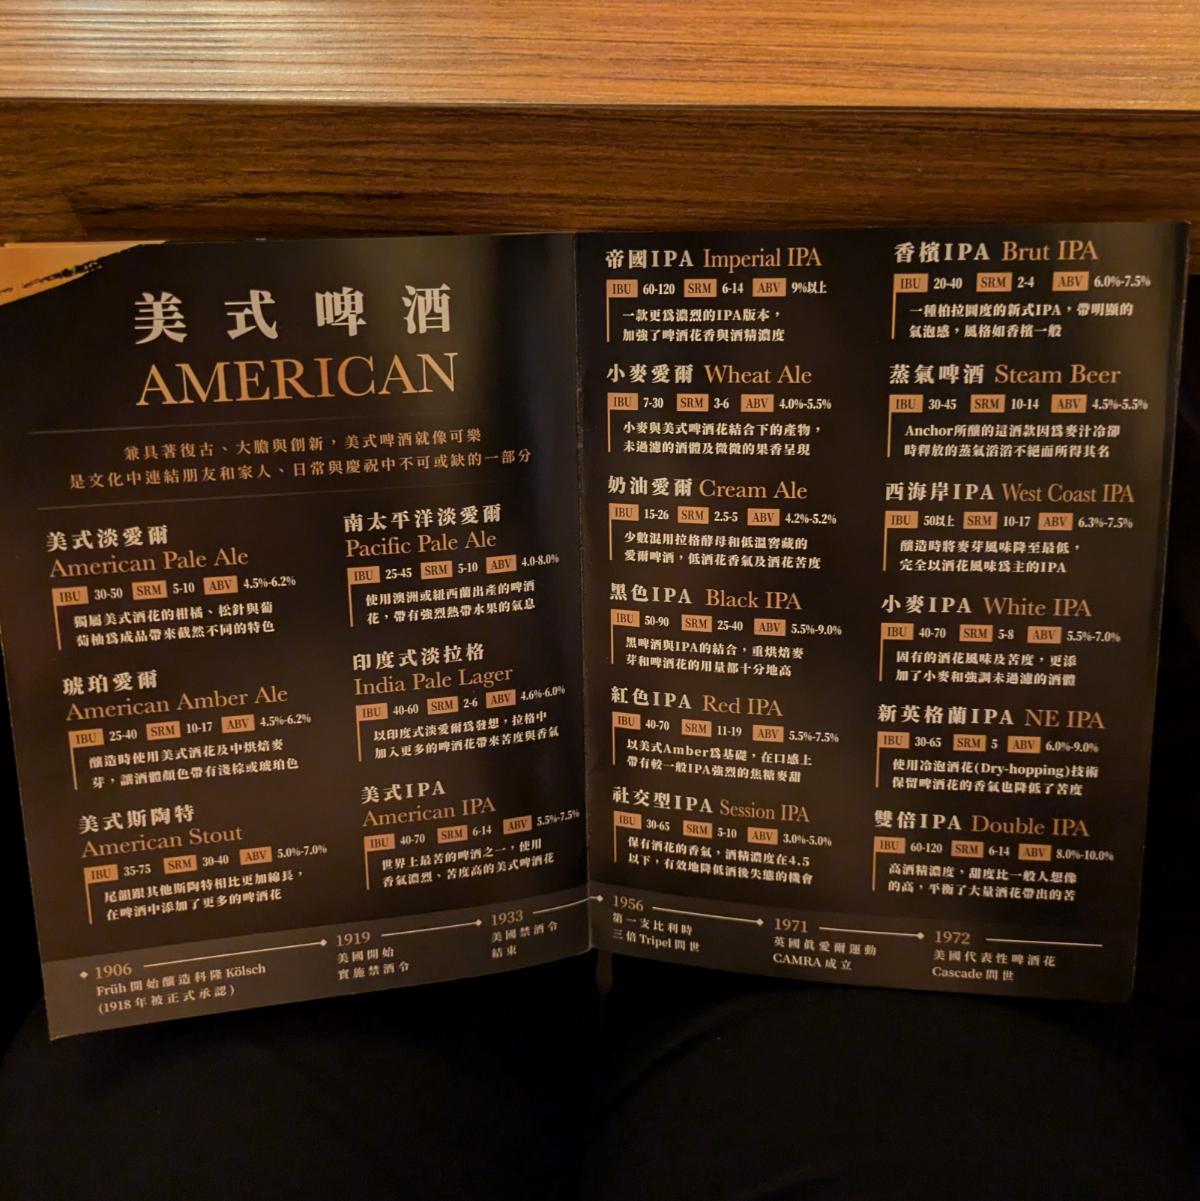 美式啤酒
AMERICAN
兼具著復古、大膽與創新，美式啤酒就像可樂
是文化中連結朋友和家人、日常與慶祝中不可或缺的一部分
美式淡愛爾
American Pale Ale
IBU 30-50 SRM 5-10 ABV 4.5%-6.2%
獨屬美式酒花的柑橘、松針與葡
萄柚為成品帶來截然不同的特色
琥珀愛爾
American Amber Ale
IBU 25-40 SRM 10-17 ABV 4.5%-6.2%
釀造時使用美式酒花及中烘焙麥
芽，讓酒體顏色帶有淺棕或琥珀色
美式斯陶特
American Stout
IBU 35-75 SRM 30-40 ABV 5.0%-7.0%
尾韻跟其他斯陶特相比更加綿長，
在啤酒中添加了更多的啤酒花
南太平洋淡愛爾
Pacific Pale Ale
IBU 25-45 SRM 5-10 ABV 4.0-8.0%
使用澳洲或紐西蘭出產的啤酒
花，帶有強烈熱帶水果的氣息
印度式淡拉格
India Pale Lager
IBU 40-60 SRM 2-6 ABV 4.6%-6.0%
以印度式淡愛爾為發想，拉格中
加入更多的啤酒花帶來苦度與香氣
美式IPA
American IPA
IBU 40-70 SRM 6-14 ABV 5.5%-7.5%
世界上最苦的啤酒之一，使用
香氣濃烈、苦度高的美式啤酒花
帝國IPA Imperial IPA
IBU 60-120 SRM 6-14 ABV 9%以上
一款更為濃烈的IPA版本，
加強了啤酒花香與酒精濃度
小麥愛爾 Wheat Ale
IBU 7-30 SRM 3-6 ABV 4.0%-5.5%
小麥與美式啤酒花結合下的產物，
未過濾的酒體及微微的果香呈現
奶油愛爾 Cream Ale
IBU 15-26 SRM 2.5-5 ABV 4.2%-5.2%
少數混用拉格酵母和低溫窖藏的
愛爾啤酒，低酒花香氣及酒花苦度
黑色IPA Black IPA
IBU 50-90 SRM 25-40 ABV 5.5%-9.0%
黑啤酒與IPA的結合，重烘焙麥
芽和啤酒花的用量都十分地高
紅色IPA Red IPA
IBU 40-70 SRM 11-19 ABV 5.5%-7.5%
以美式Amber為基礎，在口感上
帶有較一般IPA強烈的焦糖麥甜
社交型IPA Session IPA
IBU 30-65 SRM 5-10 ABV 3.0%-5.0%
保有酒花的香氣，酒精濃度在4.5
以下，有效地降低酒後失態的機會
香檳IPA Brut IPA
IBU 20-40 SRM 2-4 ABV 6.0%-7.5%
一種柏拉圖度的新式IPA，帶明顯的
氣泡感，風格如香檳一般
蒸氣啤酒 Steam Beer
IBU 30-45 SRM 10-14 ABV 4.5%-5.5%
Anchor所釀的這酒款因為麥汁冷卻
時釋放的蒸氣滔滔不絕而所得其名
西海岸IPA West Coast IPA
IBU 50以上 SRM 10-17 ABV 6.3%-7.5%
釀造時將麥芽風味降至最低，
完全以酒花風味為主的IPA
小麥IPA White IPA
IBU 40-70 SRM 5-8 ABV 5.5%-7.0%
固有的酒花風味及苦度，更添
加了小麥和強調未過濾的酒體
新英格蘭IPA NE IPA
IBU 30-65 SRM 5 ABV 6.0%-9.0%
使用冷泡酒花(Dry-hopping)技術
保留啤酒花的香氣也降低了苦度
雙倍IPA Double IPA
IBU 60-120 SRM 6-14 ABV 8.0%-10.0%
高酒精濃度，甜度比一般人想像
的高，平衡了大量酒花帶出的苦
1906
Früh 開始釀造科隆 Kölsch
(1918 年被正式承認)
1919
美國開始
實施禁酒令
1933
美國禁酒令
結束
1956
第一支比利時
三倍 Tripel 問世
1971
英國真愛爾運動
CAMRA 成立
1972
美國代表性啤酒花
Cascade 問世